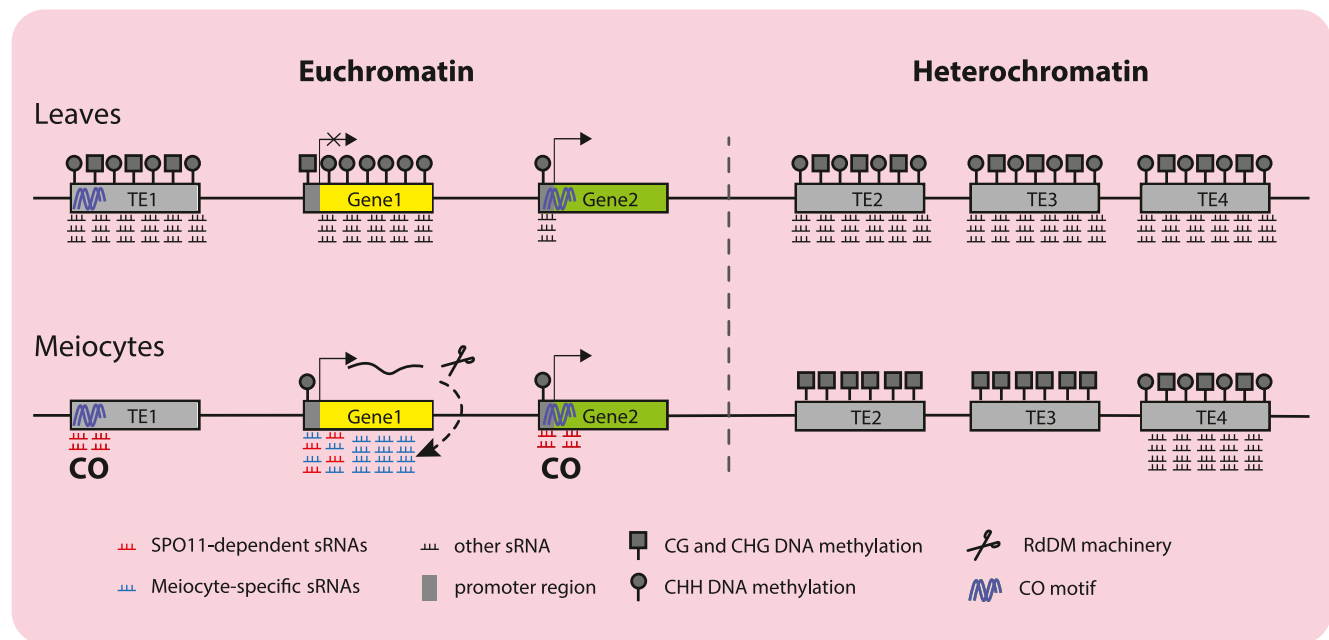 Euchromatin
Heterochromatin
Leaves
TE1
Gene1
Gene2
TE2
TE3
TE4
Meiocytes
TE1
Gene1
Gene2
TE2
TE3
TE4
CO
CO
SPO11-dependent sRNAs
other sRNA
CG and CHG DNA methylation
RdDM machinery
Meiocyte-specific sRNAs
promoter region
CHH DNA methylation
CO motif